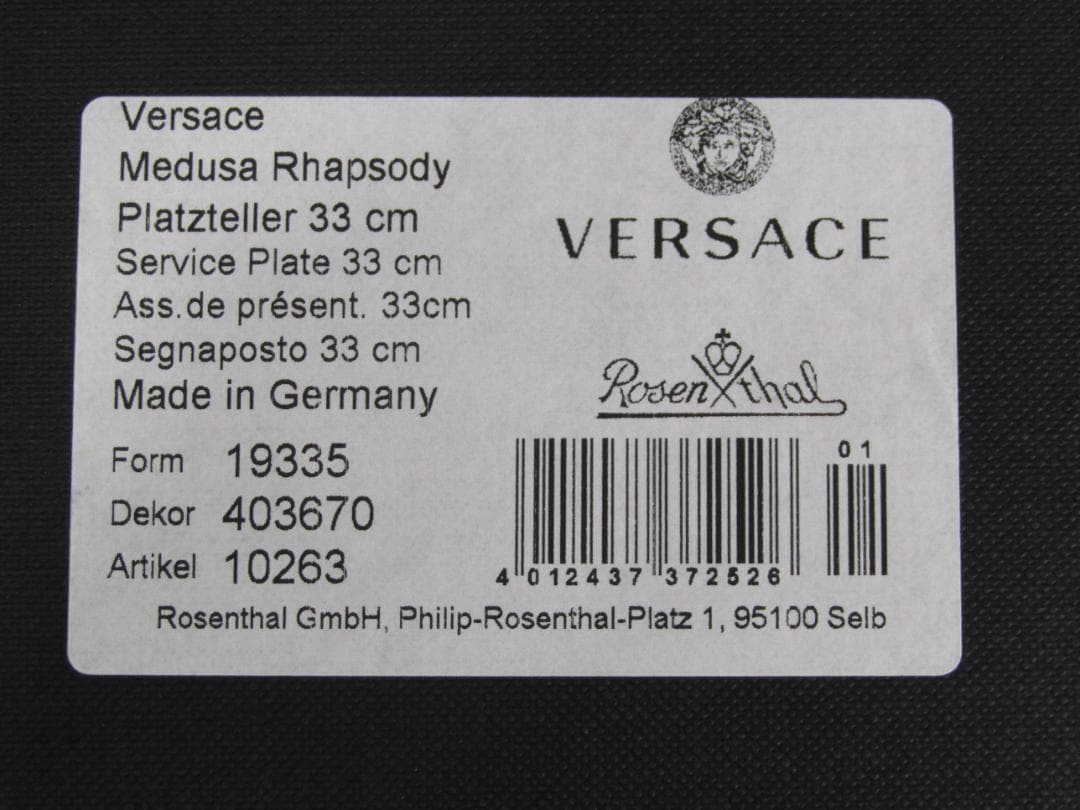 Versace
Medusa Rhapsody
Platzteller 33 cm
Service Plate 33 cm
Ass.de présent. 33cm
Segnaposto 33 cm
Made in Germany
Form 19335
Dekor 403670
Artikel 10263
VERSACE
Rosenthal
01
4 012437 372526
Rosenthal GmbH, Philip-Rosenthal-Platz 1, 95100 Selb